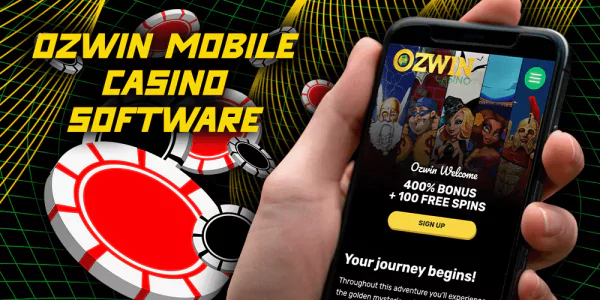 OZWIN MOBILE
CASINO
SOFTWARE
OZWIN
CASINO
Ozwin Welcome
400% BONUS
+ 100 FREE SPINS
SIGN UP
Your journey begins!
Throughout this adventure you'll experience
the golden